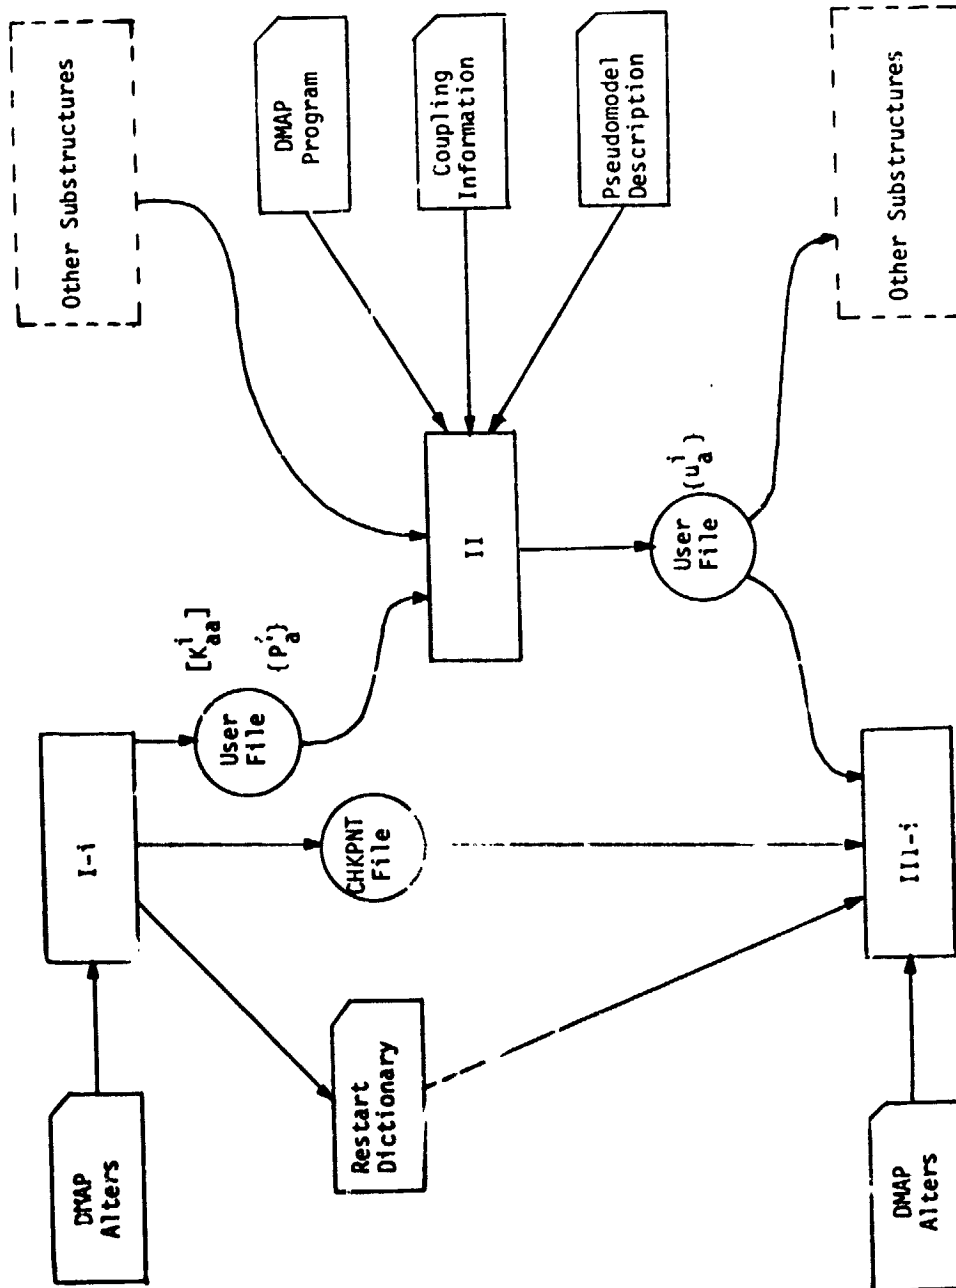 DMAP
Alters
I-i
Other Substructures
User
File
[K^i_aa]
{P^i_a}
Restart
Dictionary
CHKPNT
File
II
DMAP
Program
Coupling
Information
Pseudomodel
Description
User
File
{u^i_a}
DMAP
Alters
III-i
Other Substructures